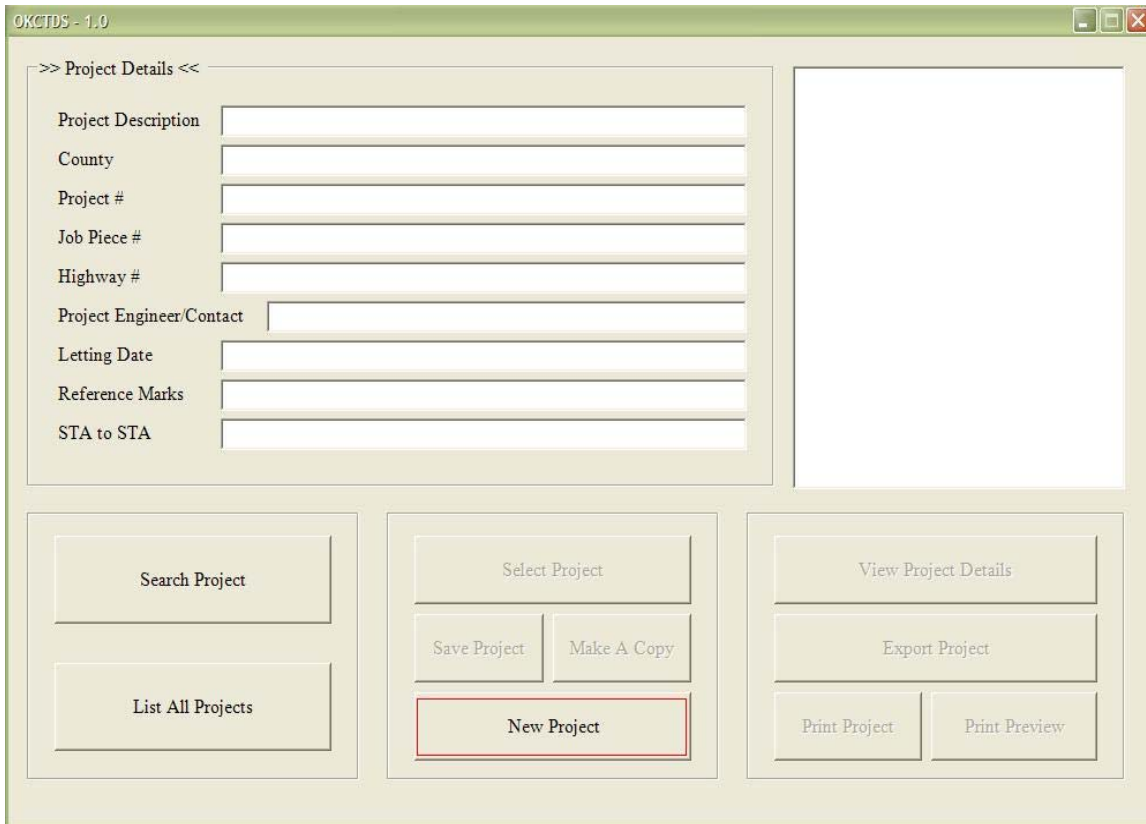 OKCTDS - 1.0
>> Project Details <<
Project Description
County
Project #
Job Piece #
Highway #
Project Engineer/Contact
Letting Date
Reference Marks
STA to STA
Search Project
List All Projects
Select Project
Save Project
Make A Copy
New Project
View Project Details
Export Project
Print Project
Print Preview